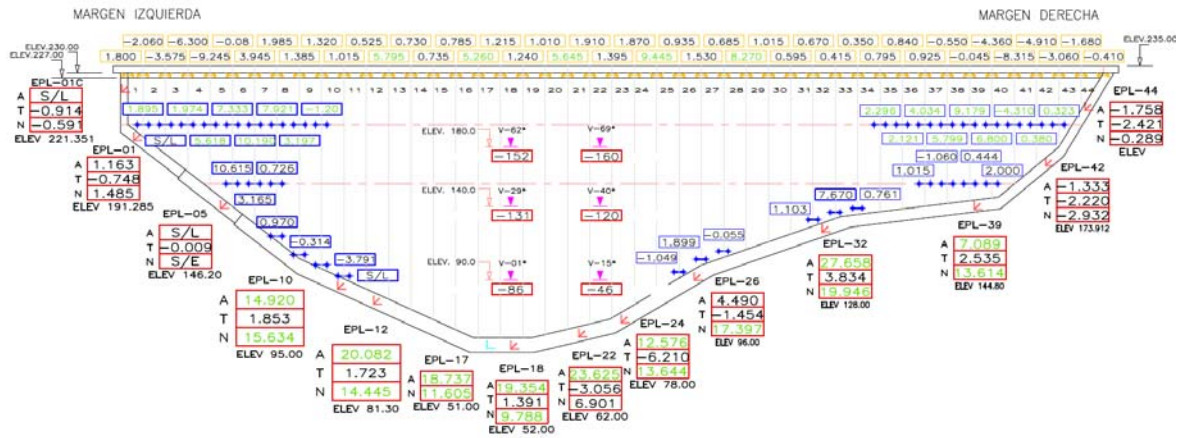 MARGEN IZQUIERDA
MARGEN DERECHA
ELEV.230.00
ELEV.227.00
ELEV.235.00
-2.060 -6.300 -0.08 1.985 1.320 0.525 0.730 0.785 1.215 1.010 1.910 1.870 0.935 0.685 1.015 0.670 0.350 0.840 -0.550 -4.360 -4.910 -1.680
1.800 -3.575 -9.245 3.945 1.385 1.015 5.795 0.735 5.260 1.240 5.645 1.395 9.445 1.530 8.270 0.595 0.415 0.795 0.925 -0.045 -8.315 -3.060 -0.410
1 2 3 4 5 6 7 8 9 10 11 12 13 14 15 16 17 18 19 20 21 22 23 24 25 26 27 28 29 30 31 32 33 34 35 36 37 38 39 40 41 42 43 44
EPL-01C
A S/L
T -0.914
N -0.591
ELEV 221.351
1.895 1.974 7.333 7.921 -1.20
S/L 5.618 10.190 3.197
2.296 4.034 9.179 -4.310 0.323
2.121 5.799 6.800 0.380
EPL-44
A -1.758
T -2.421
N -0.289
ELEV
ELEV. 180.0
V-62* V-69*
-152 -160
EPL-01
A 1.163
T -0.748
N 1.485
ELEV 191.285
10.615 0.726
3.165
-1.060 0.444
1.015 2.000
EPL-42
A -1.333
T -2.220
N -2.932
ELEV 173.912
ELEV. 140.0
V-29* V-40*
-131 -120
7.670 0.761
1.103
EPL-05
A S/L
T -0.009
N S/E
ELEV 146.20
0.970
-0.314
-3.791
S/L
1.899 -0.055
-1.049
ELEV. 90.0
V-01* V-15*
-86 -46
EPL-39
A 7.089
T 2.535
N 13.614
ELEV 144.80
EPL-32
A 27.658
T 3.834
N 19.946
ELEV 128.00
EPL-10
A 14.920
T 1.853
N 15.634
ELEV 95.00
EPL-26
A 4.490
T -1.454
N 17.397
ELEV 96.00
EPL-12
A 20.082
T 1.723
N 14.445
ELEV 81.30
EPL-24
A 12.576
T -6.210
N 13.644
ELEV 78.00
EPL-17
A 18.737
N 11.605
ELEV 51.00
EPL-18
A 19.354
T 1.391
N 9.788
ELEV 52.00
EPL-22
A 23.625
T -3.056
N 6.901
ELEV 62.00